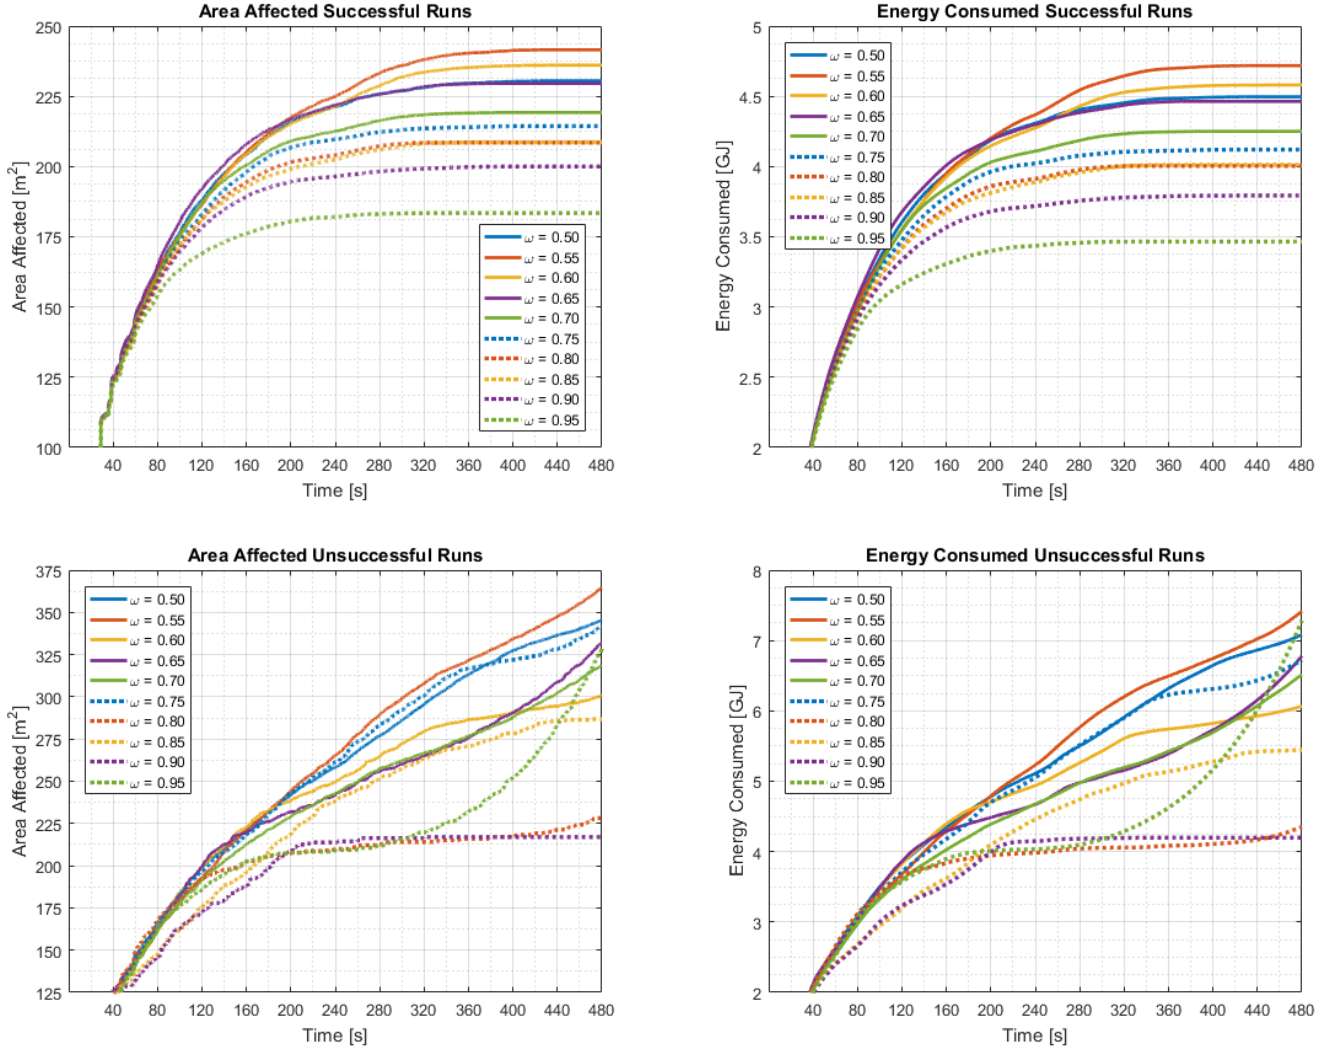 Area Affected Successful Runs
250
225
200
175
150
125
100
Area Affected [m²]
40 80 120 160 200 240 280 320 360 400 440 480
Time [s]
ω = 0.50
ω = 0.55
ω = 0.60
ω = 0.65
ω = 0.70
ω = 0.75
ω = 0.80
ω = 0.85
ω = 0.90
ω = 0.95
Energy Consumed Successful Runs
5
4.5
4
3.5
3
2.5
2
Energy Consumed [GJ]
40 80 120 160 200 240 280 320 360 400 440 480
Time [s]
ω = 0.50
ω = 0.55
ω = 0.60
ω = 0.65
ω = 0.70
ω = 0.75
ω = 0.80
ω = 0.85
ω = 0.90
ω = 0.95
Area Affected Unsuccessful Runs
375
350
325
300
275
250
225
200
175
150
125
Area Affected [m²]
40 80 120 160 200 240 280 320 360 400 440 480
Time [s]
ω = 0.50
ω = 0.55
ω = 0.60
ω = 0.65
ω = 0.70
ω = 0.75
ω = 0.80
ω = 0.85
ω = 0.90
ω = 0.95
Energy Consumed Unsuccessful Runs
8
7
6
5
4
3
2
Energy Consumed [GJ]
40 80 120 160 200 240 280 320 360 400 440 480
Time [s]
ω = 0.50
ω = 0.55
ω = 0.60
ω = 0.65
ω = 0.70
ω = 0.75
ω = 0.80
ω = 0.85
ω = 0.90
ω = 0.95